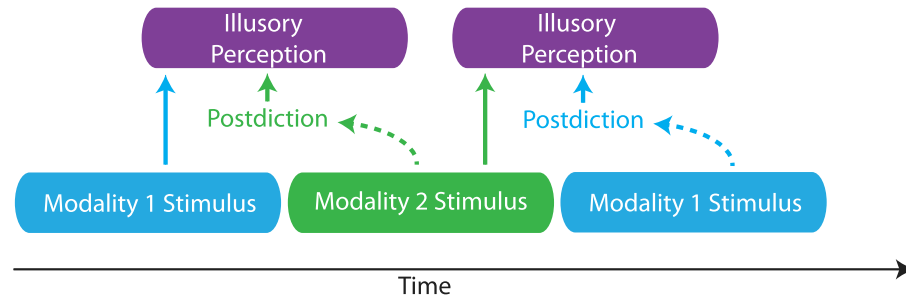 Illusory
Perception
Illusory
Perception
Postdiction
Postdiction
Modality 1 Stimulus
Modality 2 Stimulus
Modality 1 Stimulus
Time